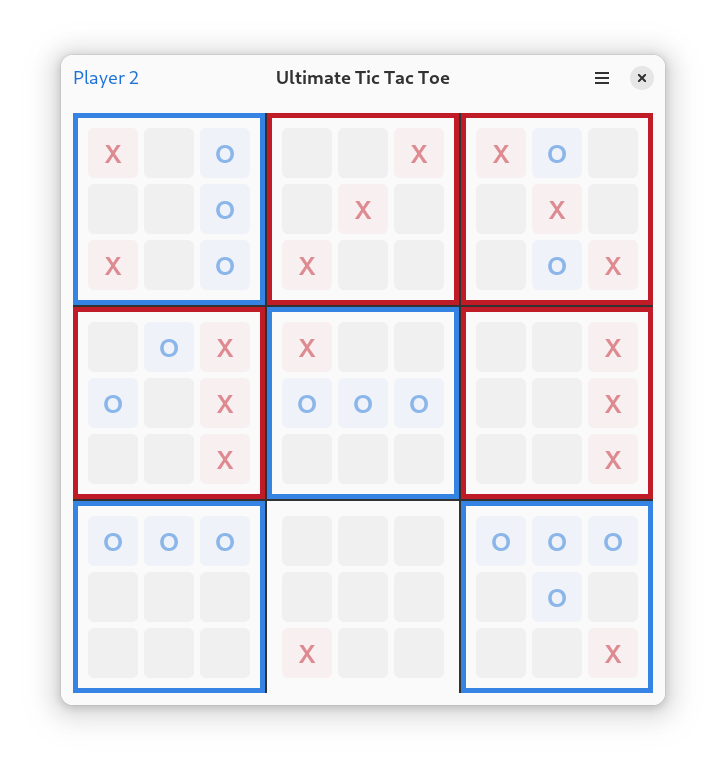 Player 2 Ultimate Tic Tac Toe
X O X X O
O X X
X O X O X
O X X X
O X O O O X
X X
O O O O O O
O
X X